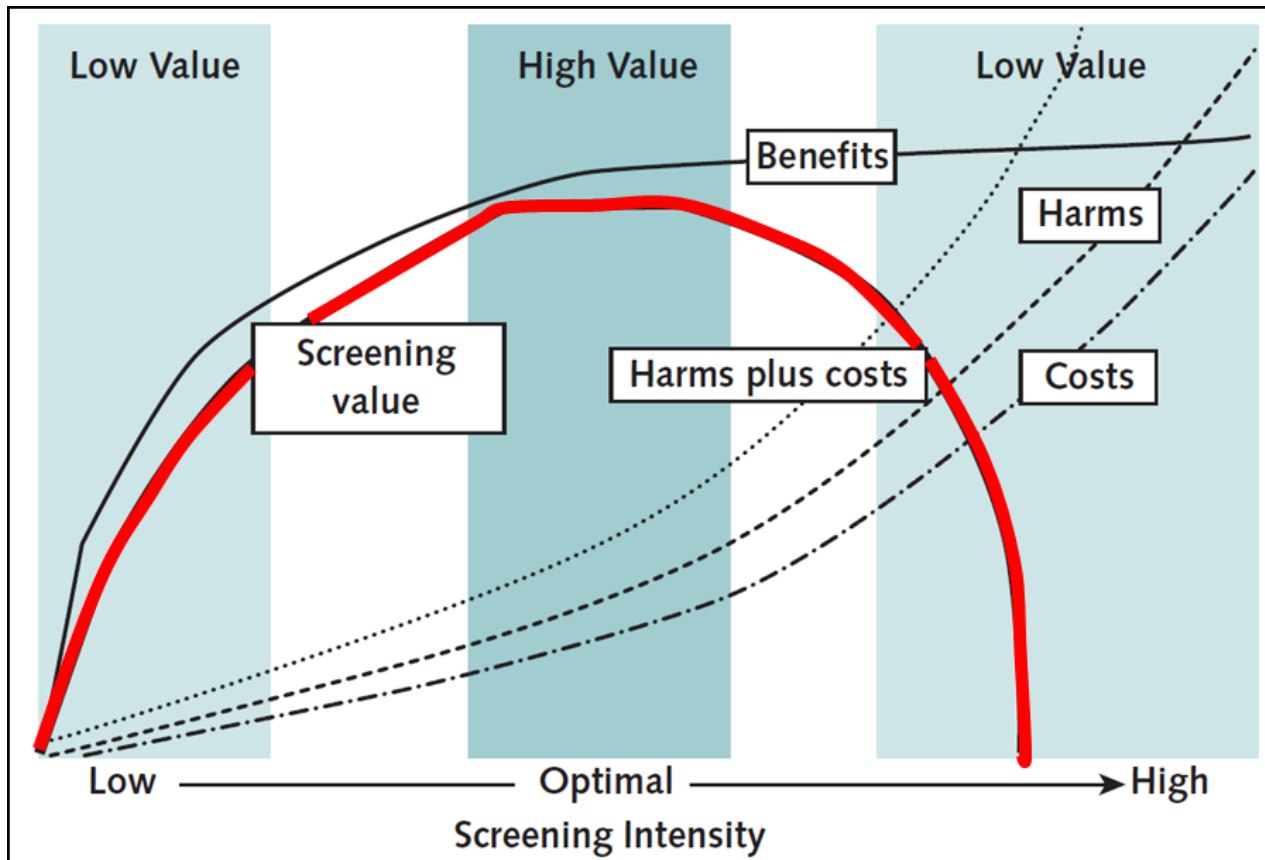 Low Value
High Value
Low Value
Benefits
Harms
Screening
value
Harms plus costs
Costs
Low
Optimal
High
Screening Intensity